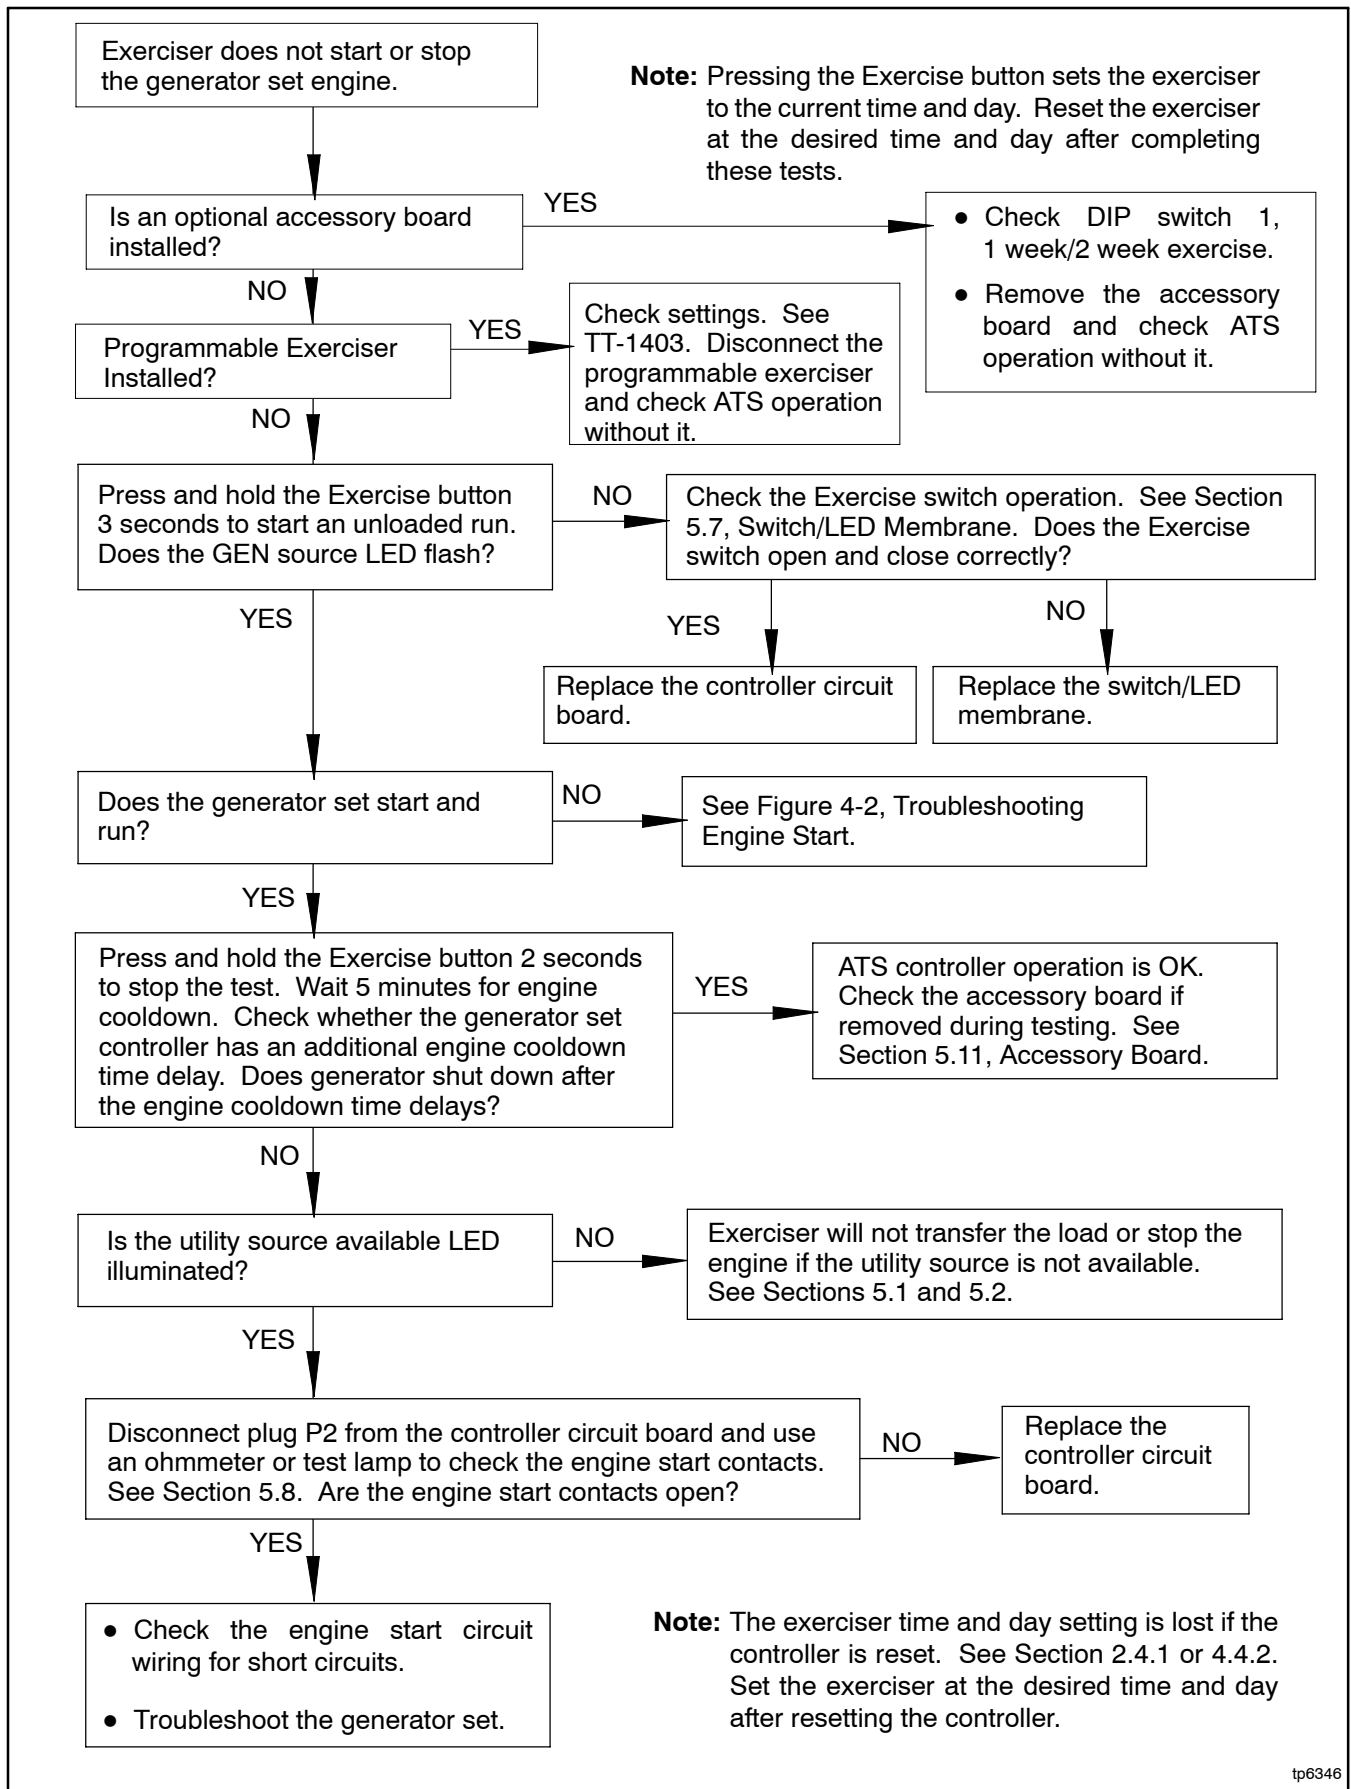 Exerciser does not start or stop
the generator set engine.
Note: Pressing the Exercise button sets the exerciser
to the current time and day. Reset the exerciser
at the desired time and day after completing
these tests.
Is an optional accessory board
installed?
YES
● Check DIP switch 1,
1 week/2 week exercise.
● Remove the accessory
board and check ATS
operation without it.
NO
Programmable Exerciser
Installed?
YES
Check settings. See
TT-1403. Disconnect the
programmable exerciser
and check ATS operation
without it.
NO
Press and hold the Exercise button
3 seconds to start an unloaded run.
Does the GEN source LED flash?
NO
Check the Exercise switch operation. See Section
5.7, Switch/LED Membrane. Does the Exercise
switch open and close correctly?
YES
YES
NO
Replace the controller circuit
board.
Replace the switch/LED
membrane.
Does the generator set start and
run?
NO
See Figure 4-2, Troubleshooting
Engine Start.
YES
Press and hold the Exercise button 2 seconds
to stop the test. Wait 5 minutes for engine
cooldown. Check whether the generator set
controller has an additional engine cooldown
time delay. Does generator shut down after
the engine cooldown time delays?
YES
ATS controller operation is OK.
Check the accessory board if
removed during testing. See
Section 5.11, Accessory Board.
NO
Is the utility source available LED
illuminated?
NO
Exerciser will not transfer the load or stop the
engine if the utility source is not available.
See Sections 5.1 and 5.2.
YES
Disconnect plug P2 from the controller circuit board and use
an ohmmeter or test lamp to check the engine start contacts.
See Section 5.8. Are the engine start contacts open?
NO
Replace the
controller circuit
board.
YES
● Check the engine start circuit
wiring for short circuits.
● Troubleshoot the generator set.
Note: The exerciser time and day setting is lost if the
controller is reset. See Section 2.4.1 or 4.4.2.
Set the exerciser at the desired time and day
after resetting the controller.
tp6346